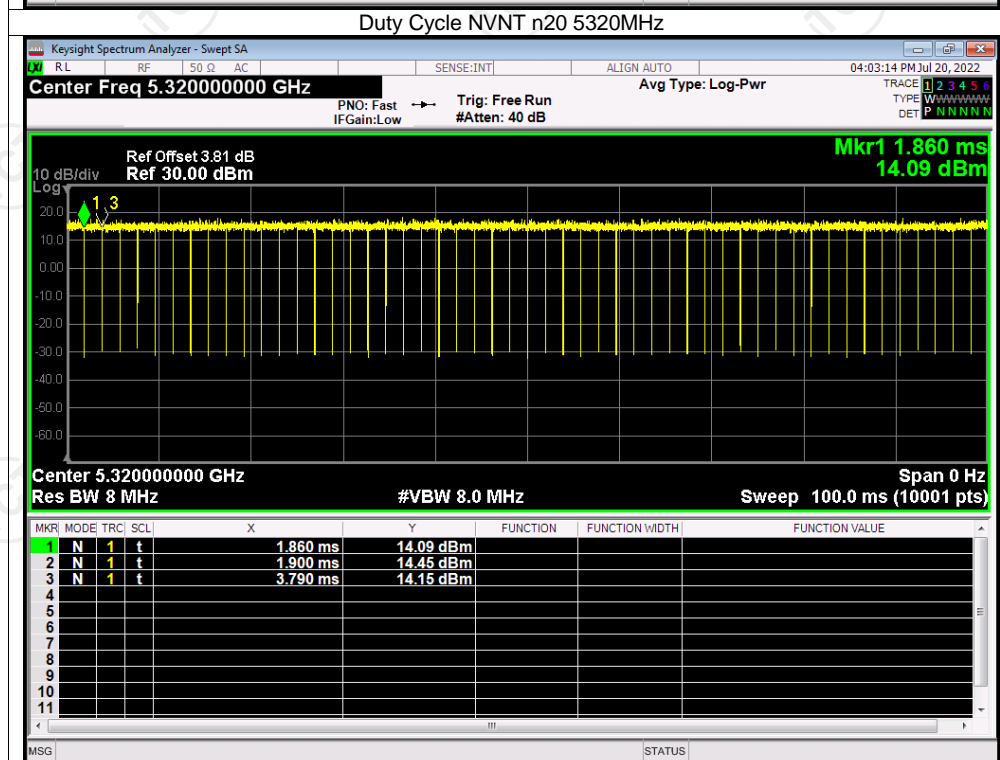 Duty Cycle NVNT n20 5320MHz
Keysight Spectrum Analyzer - Swept SA
LXI RL RF 50 Ω AC SENSE:INT ALIGN AUTO 04:03:14 PM Jul 20, 2022
Center Freq 5.320000000 GHz Avg Type: Log-Pwr TRACE 1 2 3 4 5 6
PNO: Fast Trig: Free Run TYPE WWWWWW
IFGain:Low #Atten: 40 dB DET P N N N N N
Mkr1 1.860 ms
Ref Offset 3.81 dB
10 dB/div Ref 30.00 dBm 14.09 dBm
Log
1 3
20.0
10.0
0.00
-10.0
-20.0
-30.0
-40.0
-50.0
-60.0
Center 5.320000000 GHz Span 0 Hz
Res BW 8 MHz #VBW 8.0 MHz Sweep 100.0 ms (10001 pts)
MKR MODE TRC SCL X Y FUNCTION FUNCTION WIDTH FUNCTION VALUE
1 N 1 t 1.860 ms 14.09 dBm
2 N 1 t 1.900 ms 14.45 dBm
3 N 1 t 3.790 ms 14.15 dBm
4
5
6
7
8
9
10
11
MSG STATUS